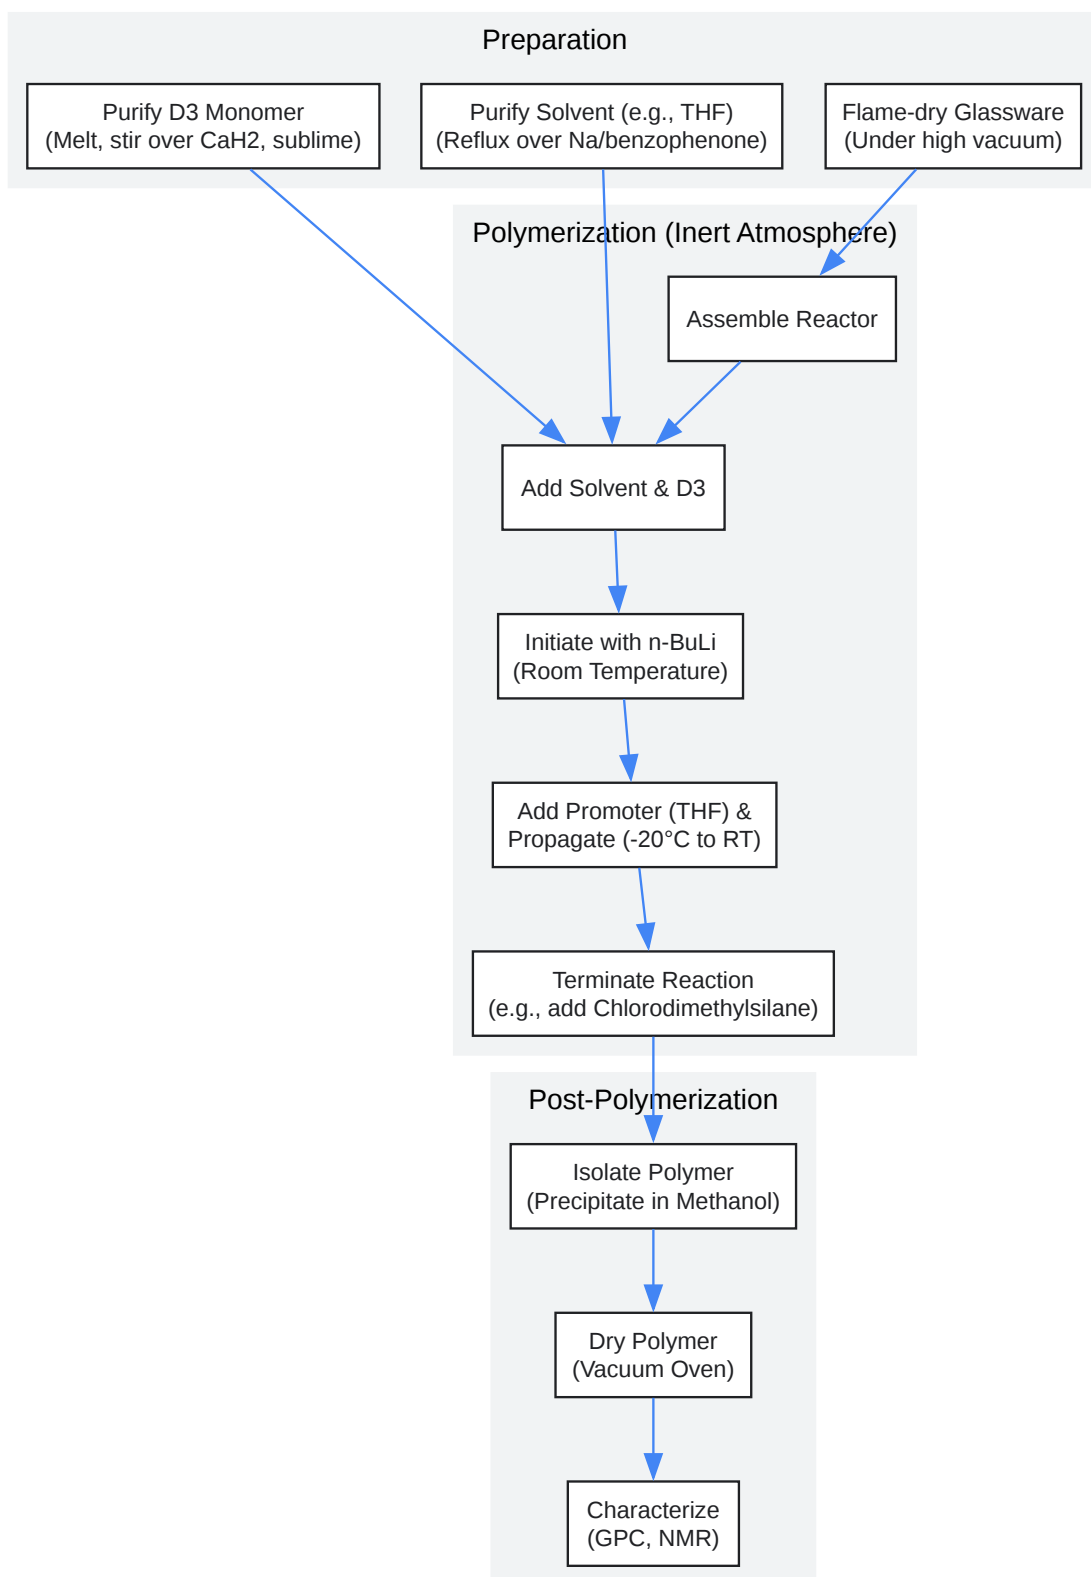 Preparation
Purify D3 Monomer
(Melt, stir over CaH2, sublime)
Purify Solvent (e.g., THF)
(Reflux over Na/benzophenone)
Flame-dry Glassware
(Under high vacuum)
Polymerization (Inert Atmosphere)
Assemble Reactor
Add Solvent & D3
Initiate with n-BuLi
(Room Temperature)
Add Promoter (THF) &
Propagate (-20°C to RT)
Terminate Reaction
(e.g., add Chlorodimethylsilane)
Post-Polymerization
Isolate Polymer
(Precipitate in Methanol)
Dry Polymer
(Vacuum Oven)
Characterize
(GPC, NMR)